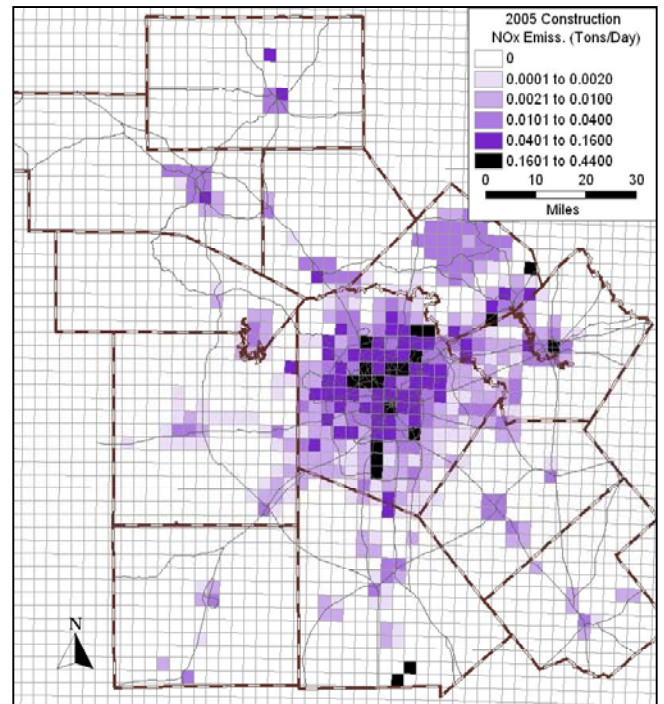 2005 Construction
NOx Emiss. (Tons/Day)
0
0.0001 to 0.0020
0.0021 to 0.0100
0.0101 to 0.0400
0.0401 to 0.1600
0.1601 to 0.4400
0 10 20 30
Miles
N